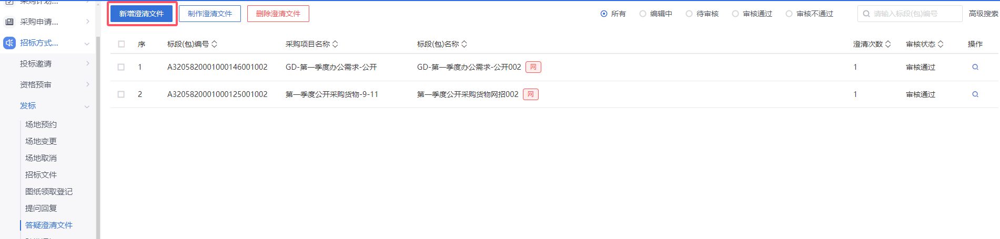 采购计划...
采购申请...
招标方式...
投标邀请
资格预审
发标
场地预约
场地变更
场地取消
招标文件
图纸领取登记
提问回复
答疑澄清文件
新增澄清文件 制作澄清文件 删除澄清文件 所有 编辑中 待审核 审核通过 审核不通过 请输入标段(包)编号 高级搜索
序 标段(包)编号 采购项目名称 标段(包)名称 澄清次数 审核状态 操作
1 A3205820001000146001002 GD-第一季度办公需求-公开 GD-第一季度办公需求-公开002 网 1 审核通过
2 A3205820001000125001002 第一季度公开采购货物-9-11 第一季度公开采购货物网招002 网 1 审核通过